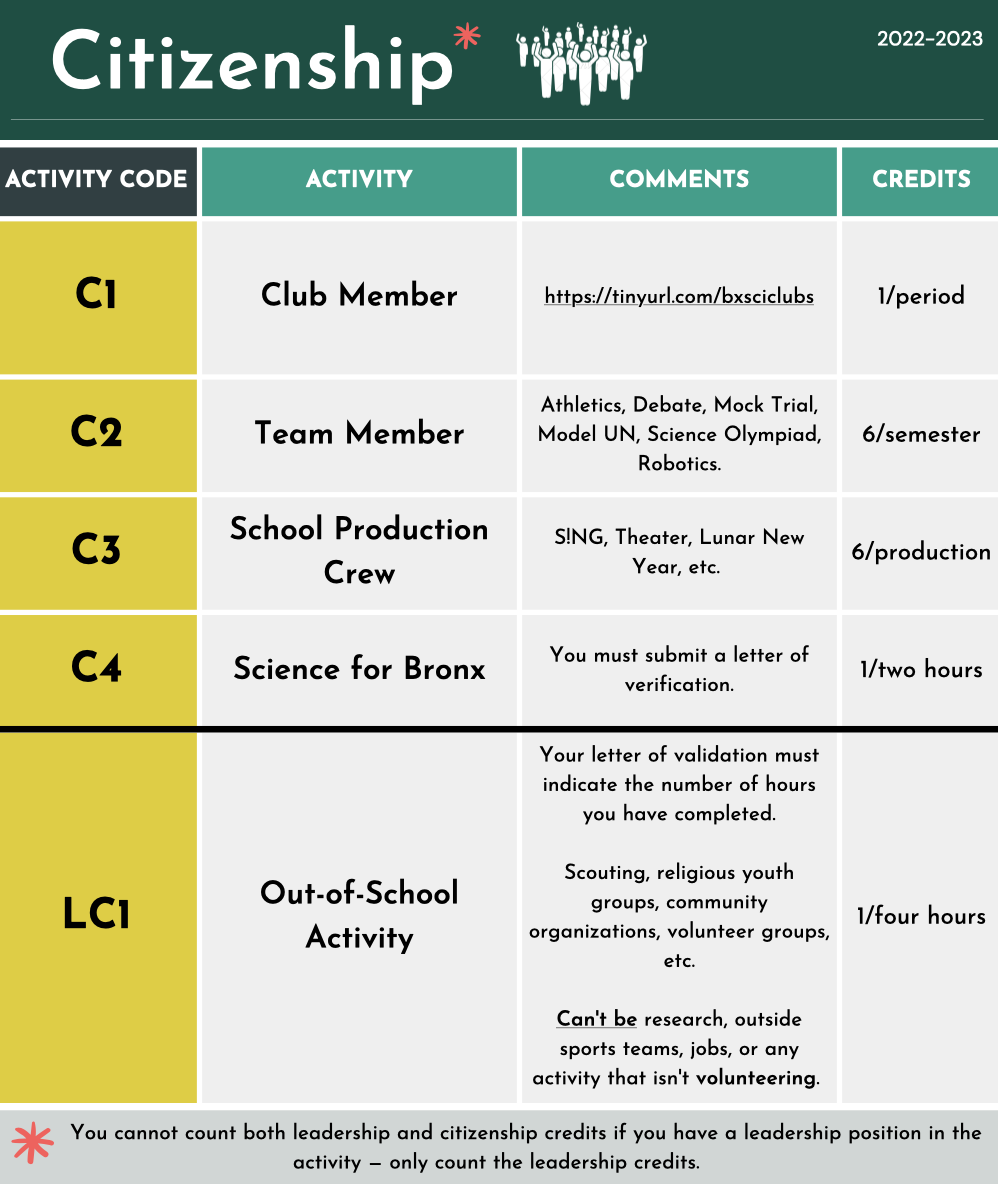 Citizenship*
2022-2023
ACTIVITY CODE
ACTIVITY
COMMENTS
CREDITS
C1
Club Member
https://tinyurl.com/bxsciclubs
1/period
C2
Team Member
Athletics, Debate, Mock Trial,
Model UN, Science Olympiad,
Robotics.
6/semester
C3
School Production
Crew
S!NG, Theater, Lunar New
Year, etc.
6/production
C4
Science for Bronx
You must submit a letter of
verification.
1/two hours
LC1
Out-of-School
Activity
Your letter of validation must
indicate the number of hours
you have completed.
Scouting, religious youth
groups, community
organizations, volunteer groups,
etc.
Can't be research, outside
sports teams, jobs, or any
activity that isn't volunteering.
1/four hours
* You cannot count both leadership and citizenship credits if you have a leadership position in the
activity – only count the leadership credits.